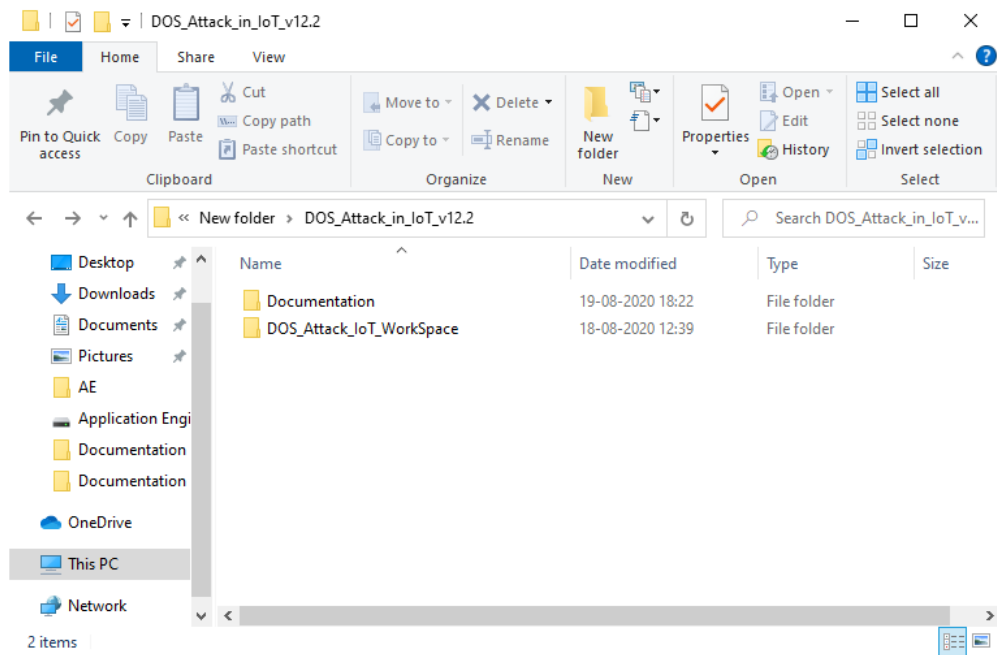 DOS_Attack_in_IoT_v12.2
File Home Share View
Pin to Quick access
Copy
Paste
Cut
Copy path
Paste shortcut
Clipboard
Move to
Copy to
Delete
Rename
Organize
New folder
New
Properties
Open
Edit
History
Open
Select all
Select none
Invert selection
Select
« New folder › DOS_Attack_in_IoT_v12.2
Search DOS_Attack_in_IoT_v...
Desktop
Downloads
Documents
Pictures
AE
Application Engi
Documentation
Documentation
OneDrive
This PC
Network
Name Date modified Type Size
Documentation 19-08-2020 18:22 File folder
DOS_Attack_IoT_WorkSpace 18-08-2020 12:39 File folder
2 items